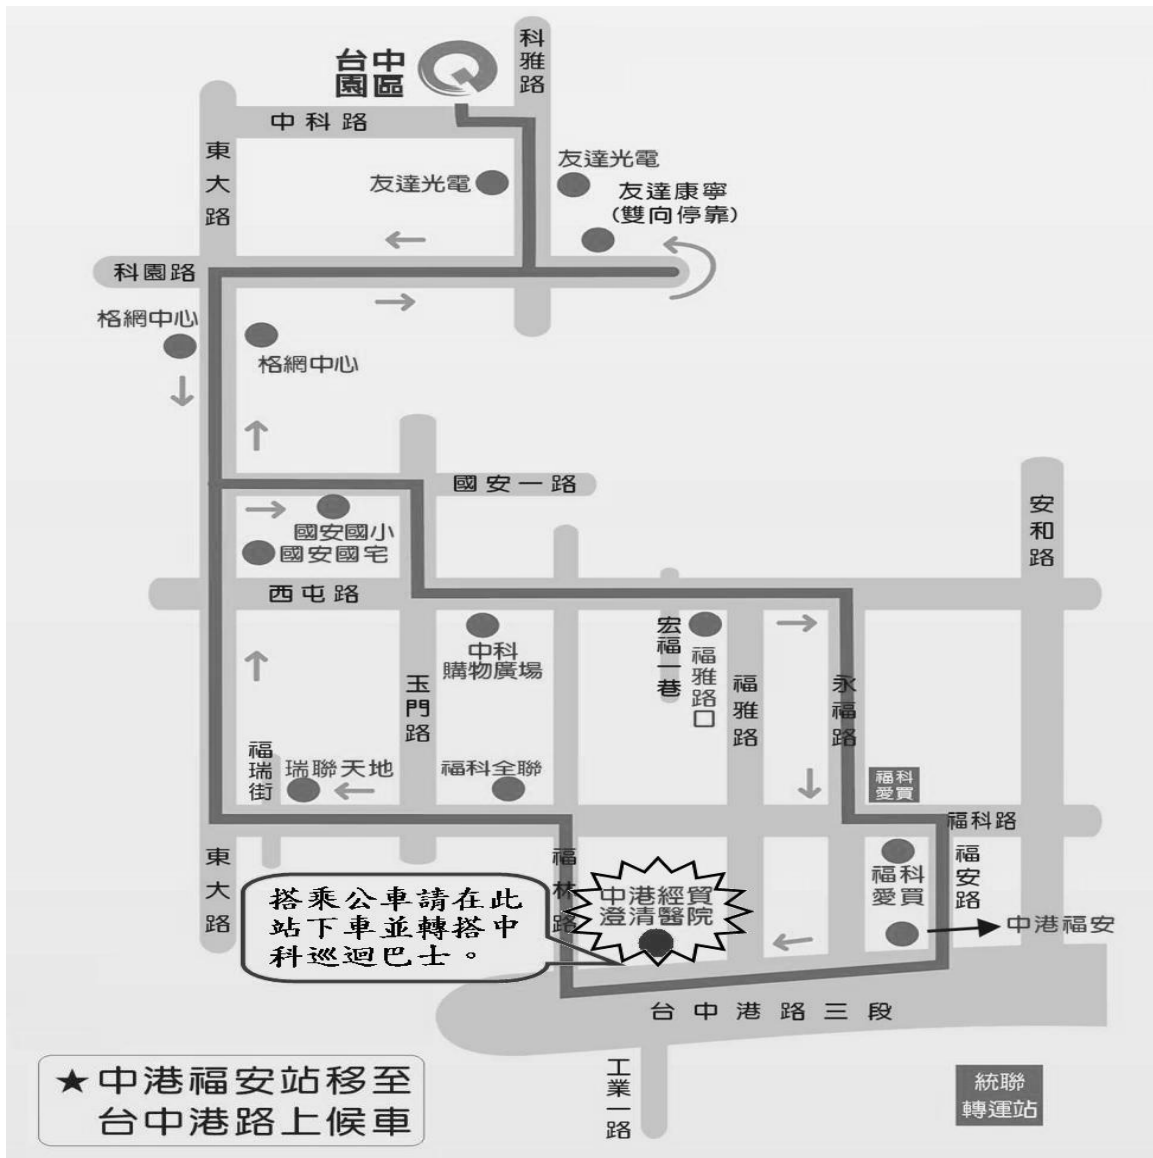 台中
園區
科雅路
中科路
東大路
友達光電
友達光電
友達康寧
(雙向停靠)
科園路
格網中心
格網中心
國安一路
國安國小
國安國宅
安和路
西屯路
中科
購物廣場
宏福一巷
福雅路口
福雅路
永福路
玉門路
福瑞街
瑞聯天地
福科全聯
福科
愛買
福科路
東大路
福林路
中港經貿
澄清醫院
福科
愛買
福安路
中港福安
搭乘公車請在此
站下車並轉搭中
科巡迴巴士。
台中港路三段
工業一路
★中港福安站移至
台中港路上候車
統聯
轉運站